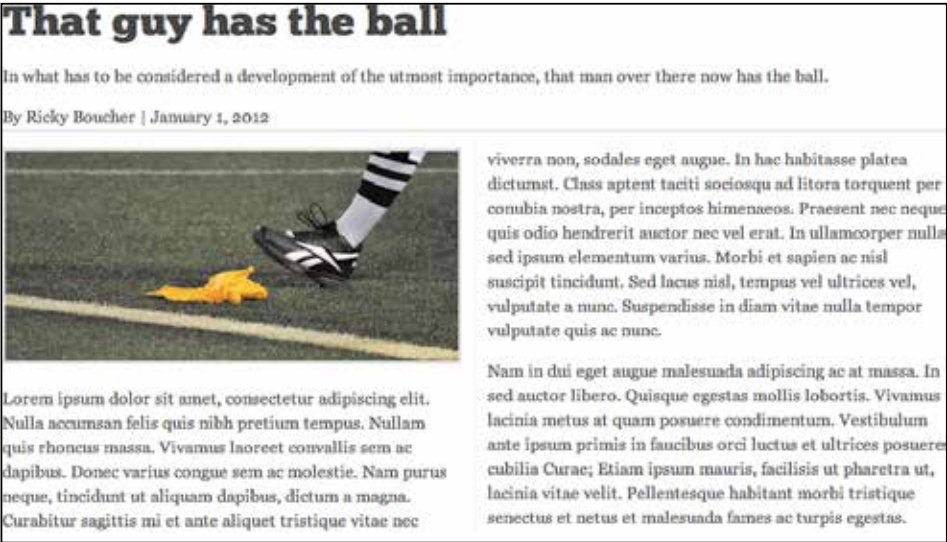 That guy has the ball
In what has to be considered a development of the utmost importance, that man over there now has the ball.
By Ricky Boucher | January 1, 2012
Lorem ipsum dolor sit amet, consectetur adipiscing elit.
Nulla accumsan felis quis nibh pretium tempus. Nullam
quis rhoncus massa. Vivamus laoreet convallis sem ac
dapibus. Donec varius congue sem ac molestie. Nam purus
neque, tincidunt ut aliquam dapibus, dictum a magna.
Curabitur sagittis mi et ante aliquet tristique vitae nec
viverra non, sodales eget augue. In hac habitasse platea
dictumst. Class aptent taciti sociosqu ad litora torquent per
conubia nostra, per inceptos himenaeos. Praesent nec neque
quis odio hendrerit auctor nec vel erat. In ullamcorper nulla
sed ipsum elementum varius. Morbi et sapien ac nisl
suscipit tincidunt. Sed lacus nisl, tempus vel ultrices vel,
vulputate a nunc. Suspendisse in diam vitae nulla tempor
vulputate quis ac nunc.
Nam in dui eget augue malesuada adipiscing ac at massa. In
sed auctor libero. Quisque egestas mollis lobortis. Vivamus
lacinia metus at quam posuere condimentum. Vestibulum
ante ipsum primis in faucibus orci luctus et ultrices posuere
cubilia Curae; Etiam ipsum mauris, facilisis ut pharetra ut,
lacinia vitae velit. Pellentesque habitant morbi tristique
senectus et netus et malesuada fames ac turpis egestas.